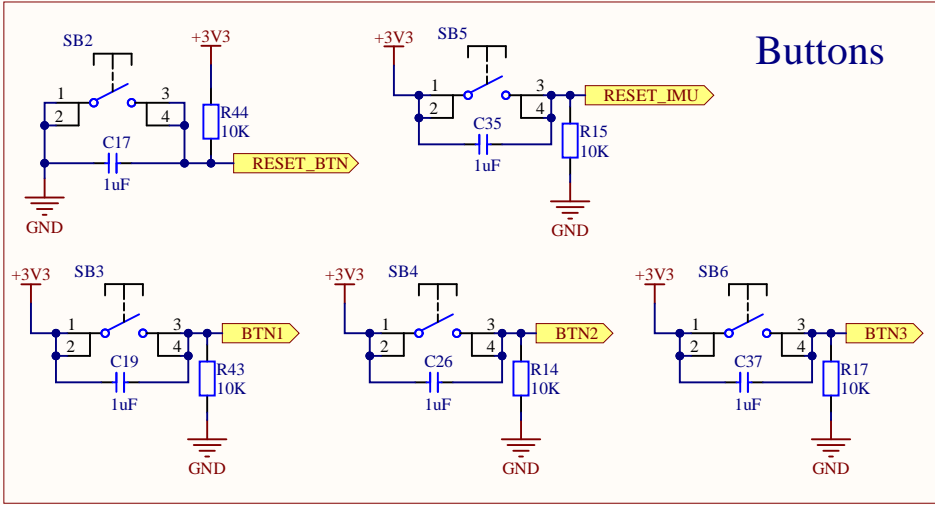 Buttons
SB2
+3V3
1
3
2
4
R44
10K
C17
1uF
RESET_BTN
GND
+3V3
SB5
1
3
2
4
RESET_IMU
C35
1uF
R15
10K
GND
+3V3
SB3
1
3
2
4
BTN1
C19
1uF
R43
10K
GND
+3V3
SB4
1
3
2
4
BTN2
C26
1uF
R14
10K
GND
+3V3
SB6
1
3
2
4
BTN3
C37
1uF
R17
10K
GND